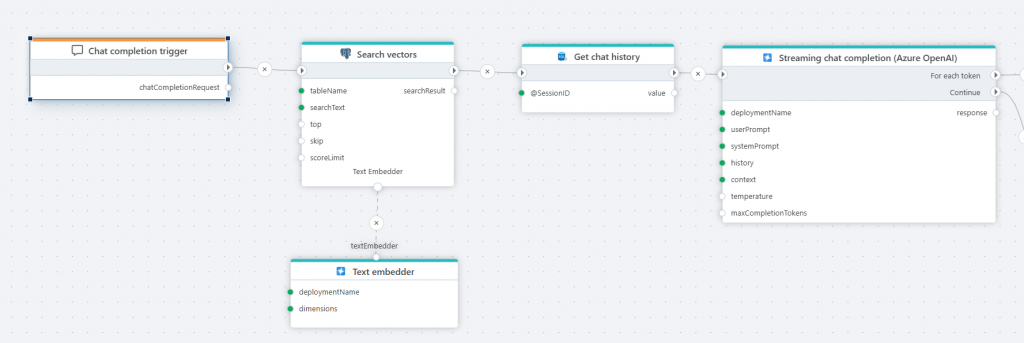 Chat completion trigger
chatCompletionRequest
Search vectors
tableName searchResult
searchText
top
skip
scoreLimit
Text Embedder
textEmbedder
Text embedder
deploymentName
dimensions
Get chat history
@SessionID value
Streaming chat completion (Azure OpenAI)
For each token
Continue
deploymentName response
userPrompt
systemPrompt
history
context
temperature
maxCompletionTokens